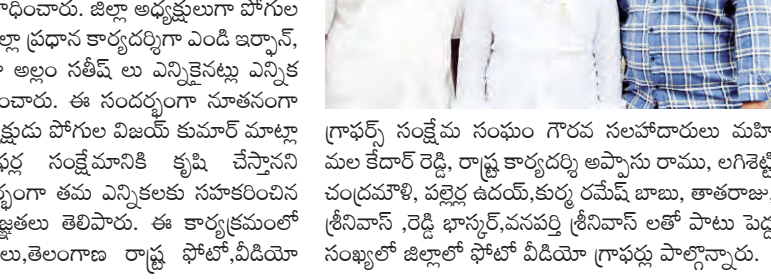 ాధించారు. జిల్లా అధ్యక్షులుగా పోగుల
ల్లా ప్రధాన కార్యదర్శిగా ఎండి ఇర్ఫాన్,
ా అల్లం సతీష్ లు ఎన్నికైనట్లు ఎన్నిక
ంచారు. ఈ సందర్భంగా నూతనంగా
క్షుడు పోగుల విజయ్ కుమార్ మాట్లా
ఫర్ల సంక్షేమానికి కృషి చేస్తానని
ర్భంగా తమ ఎన్నికలకు సహకరించిన
జ్ఞతలు తెలిపారు. ఈ కార్యక్రమంలో
లు,తెలంగాణ రాష్ట్ర ఫోటో,వీడియో
గ్రాఫర్స్ సంక్షేమ సంఘం గౌరవ సలహాదారులు మహి
మల కేదార్ రెడ్డి, రాష్ట్ర కార్యదర్శి అప్పాసు రాము, లగిశెట్టి
చంద్రమౌళి, పల్లెర్ల ఉదయ్,కుర్మ రమేష్ బాబు, తాతరాజు,
శ్రీనివాస్ ,రెడ్డి భాస్కర్,వనపర్తి శ్రీనివాస్ లతో పాటు పెద్ద
సంఖ్యలో జిల్లాలో ఫోటో వీడియో గ్రాఫర్లు పాల్గొన్నారు.